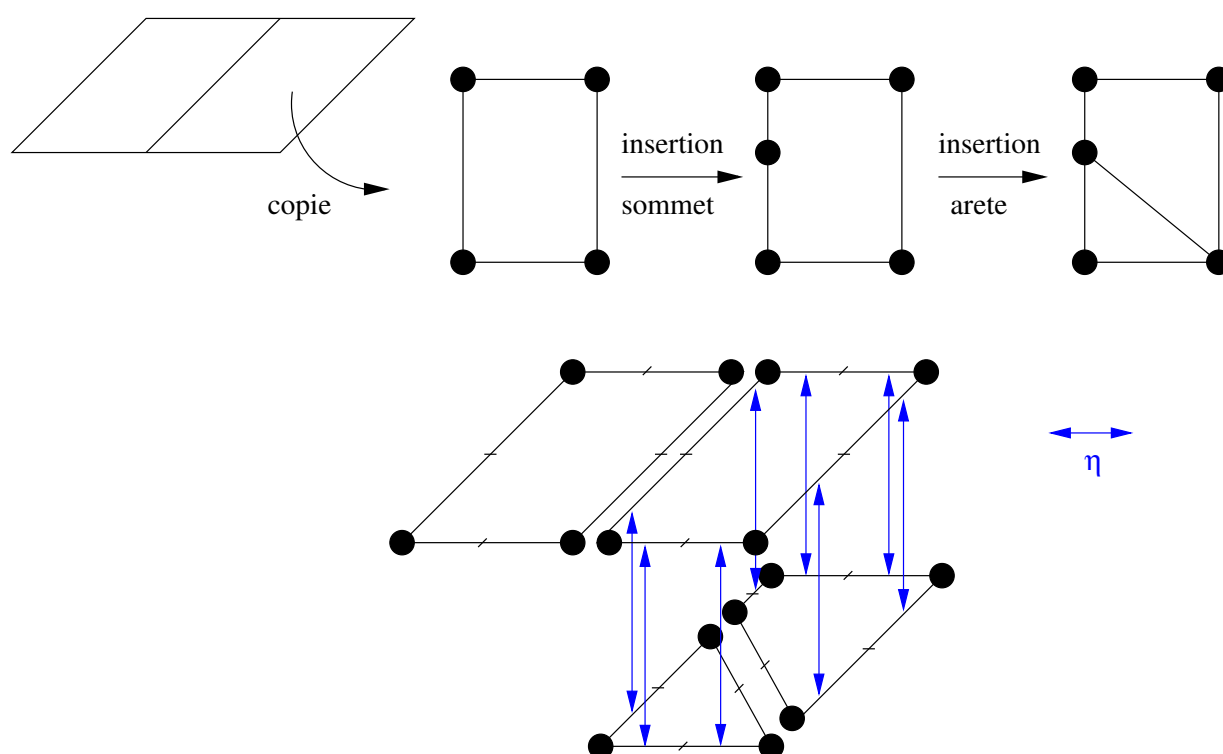 copie
insertion
sommet
insertion
arete
η